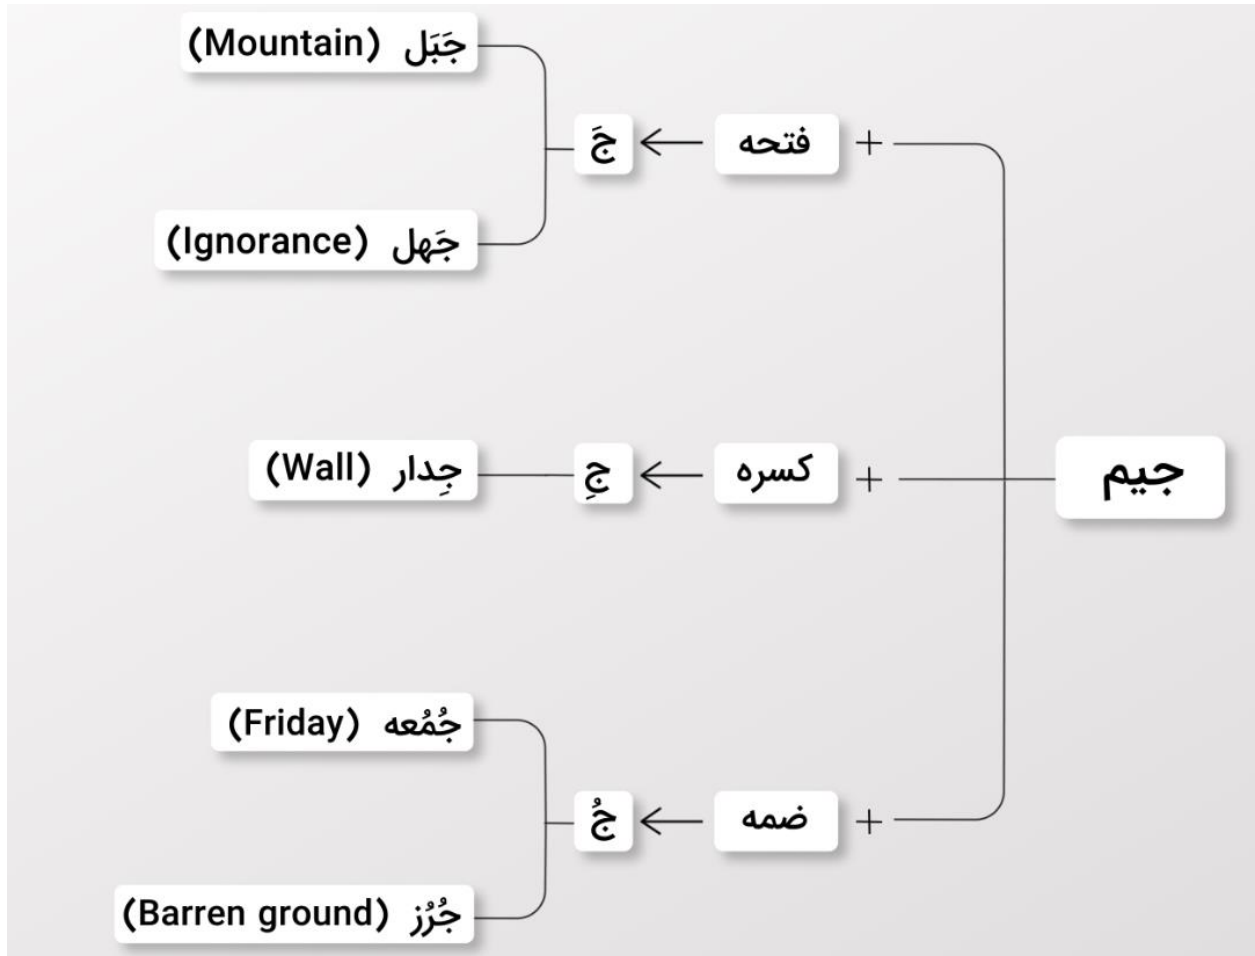 جیم
+ فتحه ← جَ
جَبَل (Mountain)
جَهل (Ignorance)
+ کسره ← جِ
جِدار (Wall)
+ ضمه ← جُ
جُمُعه (Friday)
جُرُز (Barren ground)